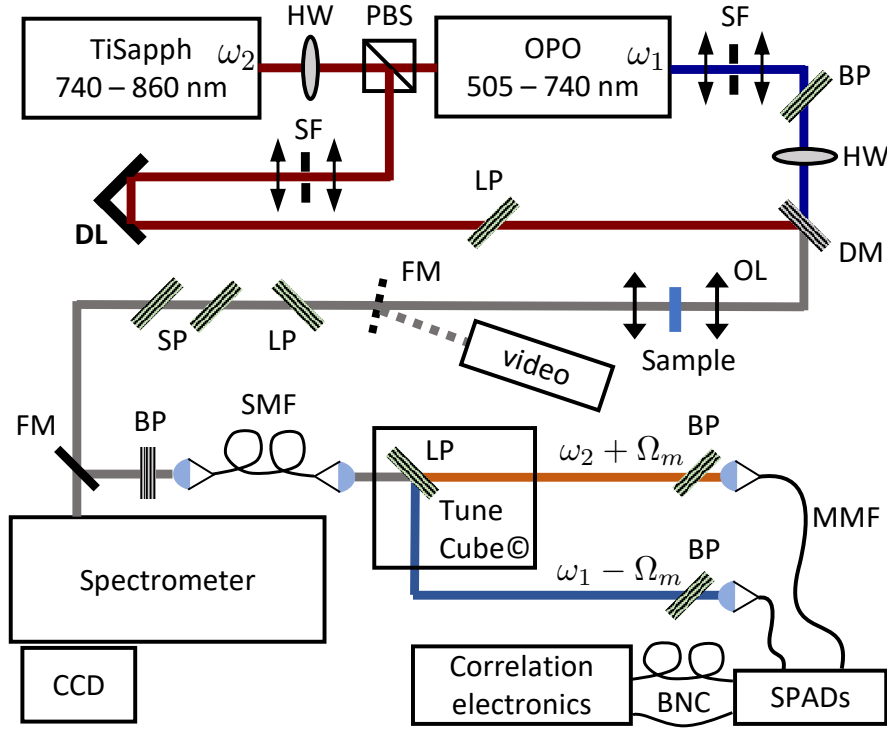 HW
PBS
TiSapph
740 – 860 nm
ω₂
OPO
505 – 740 nm
ω₁
SF
BP
SF
HW
LP
DL
DM
FM
OL
SP
LP
video
Sample
SMF
FM
BP
LP
ω₂ + Ωₘ
BP
Tune
Cube©
MMF
Spectrometer
ω₁ − Ωₘ
BP
CCD
Correlation
electronics
BNC
SPADs